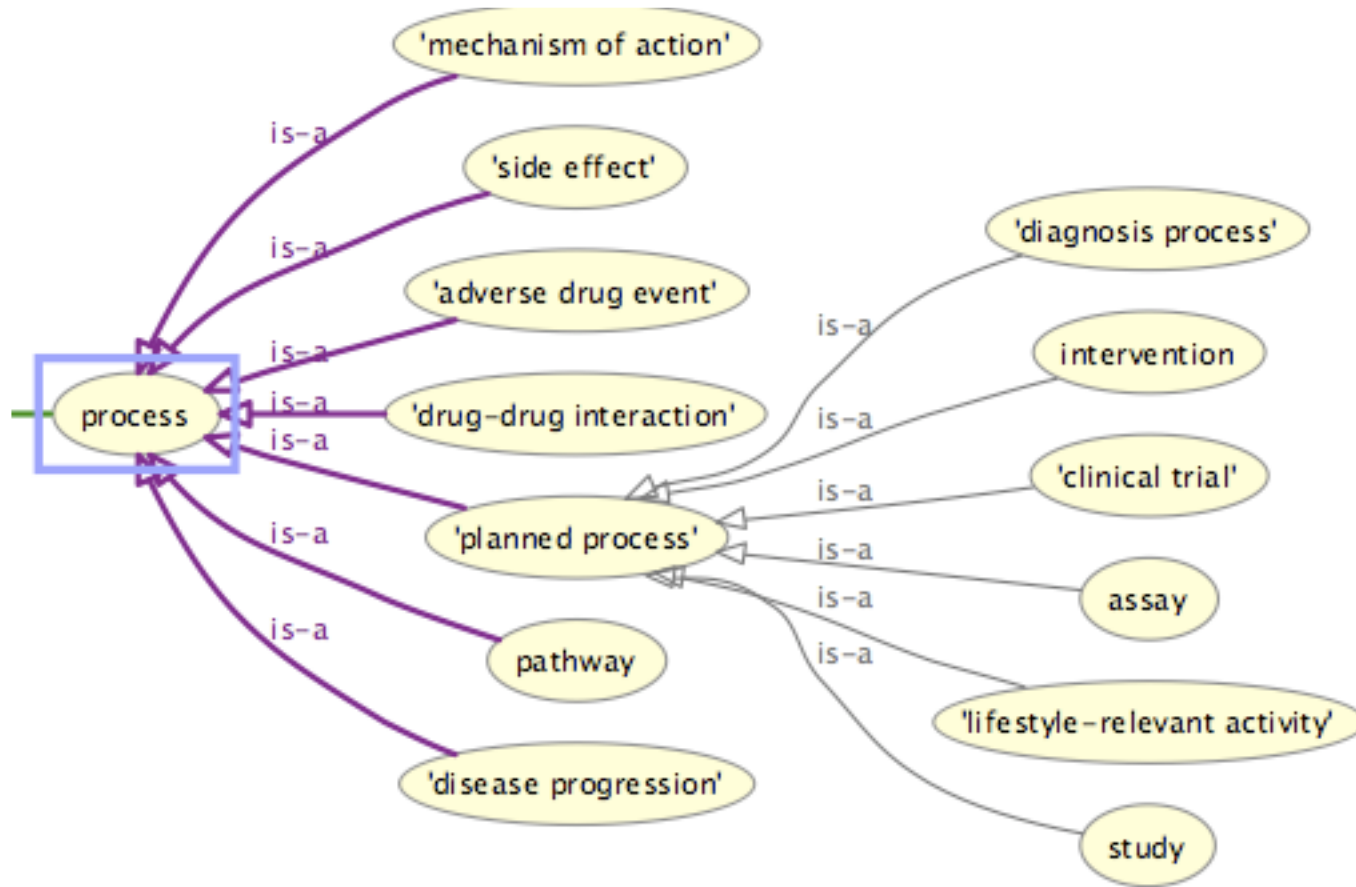 'mechanism of action'
is-a
'side effect'
is-a
'adverse drug event'
is-a
process
is-a
'drug-drug interaction'
is-a
'planned process'
is-a
pathway
is-a
'disease progression'
'diagnosis process'
is-a
intervention
is-a
'clinical trial'
is-a
is-a
assay
is-a
'lifestyle-relevant activity'
is-a
study